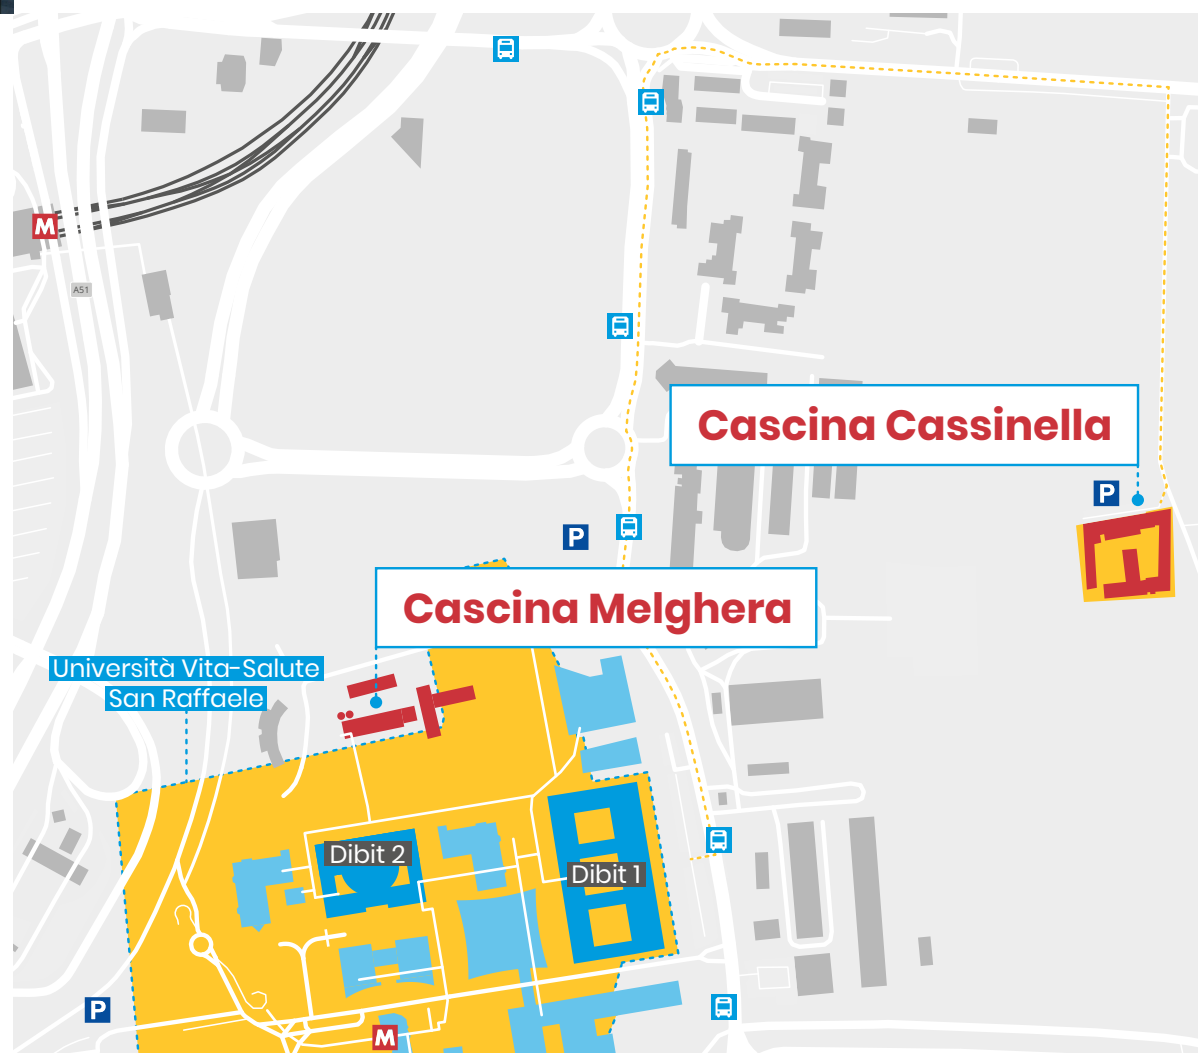 M
A51
Cascina Cassinella
P
P
Cascina Melghera
Università Vita-Salute
San Raffaele
Dibit 2
Dibit 1
P
M